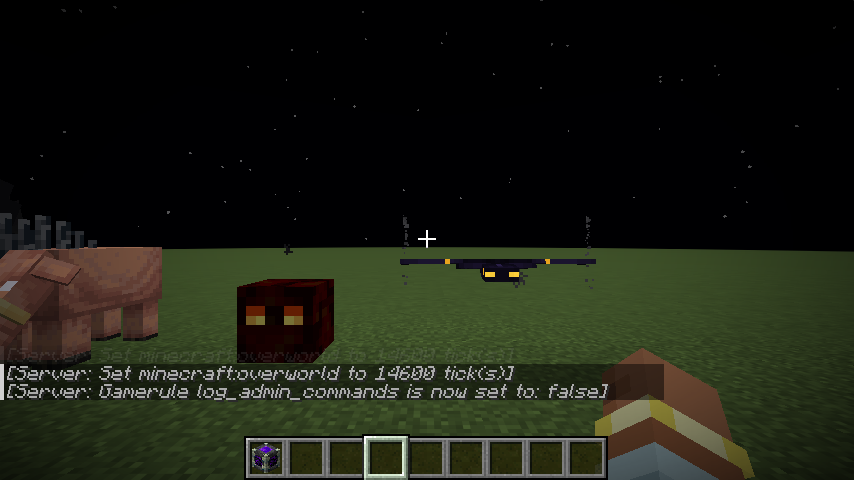 [Server: Set minecraft:overworld to 14600 tick(s)]
[Server: Gamerule log_admin_commands is now set to: false]